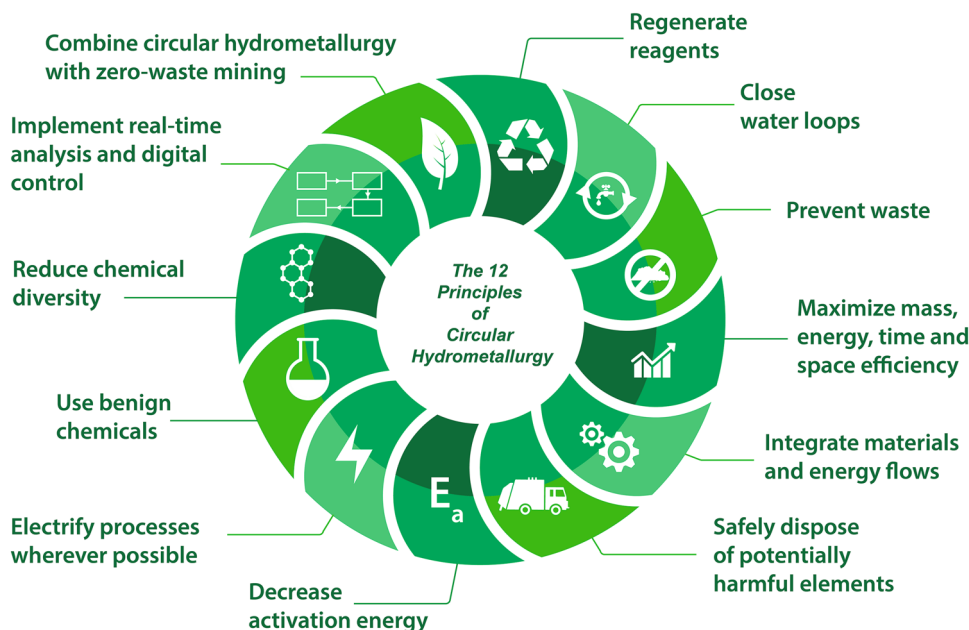 Regenerate
reagents
Close
water loops
Prevent waste
Maximize mass,
energy, time and
space efficiency
Integrate materials
and energy flows
Safely dispose
of potentially
harmful elements
Decrease
activation energy
Electrify processes
wherever possible
Use benign
chemicals
Reduce chemical
diversity
Implement real-time
analysis and digital
control
Combine circular hydrometallurgy
with zero-waste mining
The 12
Principles
of
Circular
Hydrometallurgy
Ea